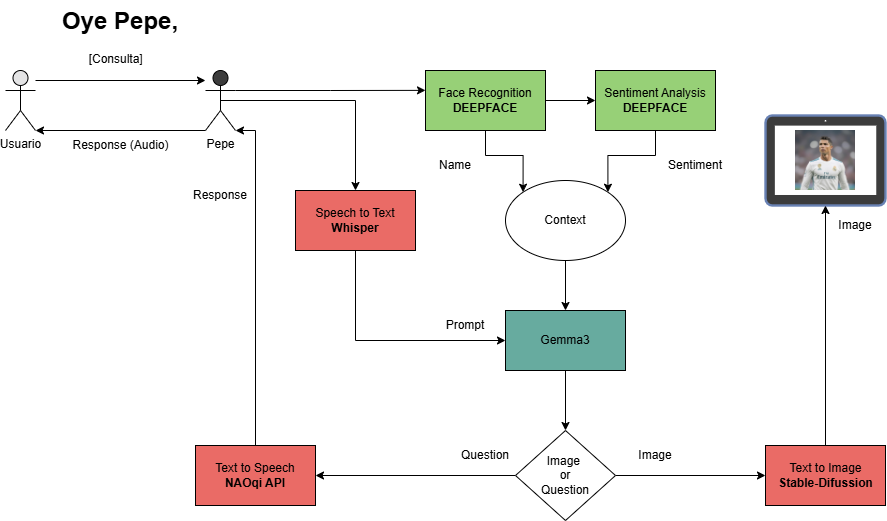 Oye Pepe,
[Consulta]
Usuario
Response (Audio)
Pepe
Face Recognition
DEEPFACE
Sentiment Analysis
DEEPFACE
Name
Sentiment
Response
Speech to Text
Whisper
Context
Emirates
Image
Prompt
Gemma3
Question
Image
or
Question
Image
Text to Speech
NAOqi API
Text to Image
Stable-Difussion